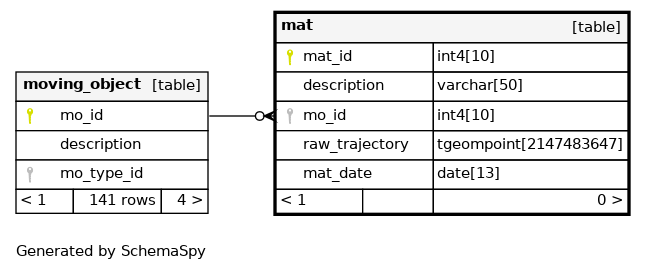 moving_object [table]
mo_id
description
mo_type_id
< 1 141 rows 4 >
mat [table]
mat_id int4[10]
description varchar[50]
mo_id int4[10]
raw_trajectory tgeompoint[2147483647]
mat_date date[13]
< 1 0 >
Generated by SchemaSpy